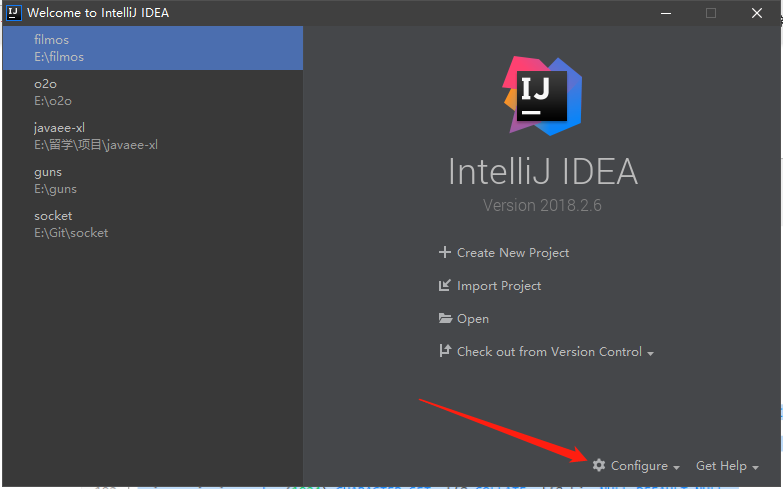 Welcome to IntelliJ IDEA
filmos
E:\filmos
o2o
E:\o2o
javaee-xl
E:\留学\项目\javaee-xl
guns
E:\guns
socket
E:\Git\socket
IJ
IntelliJ IDEA
Version 2018.2.6
Create New Project
Import Project
Open
Check out from Version Control
Configure
Get Help